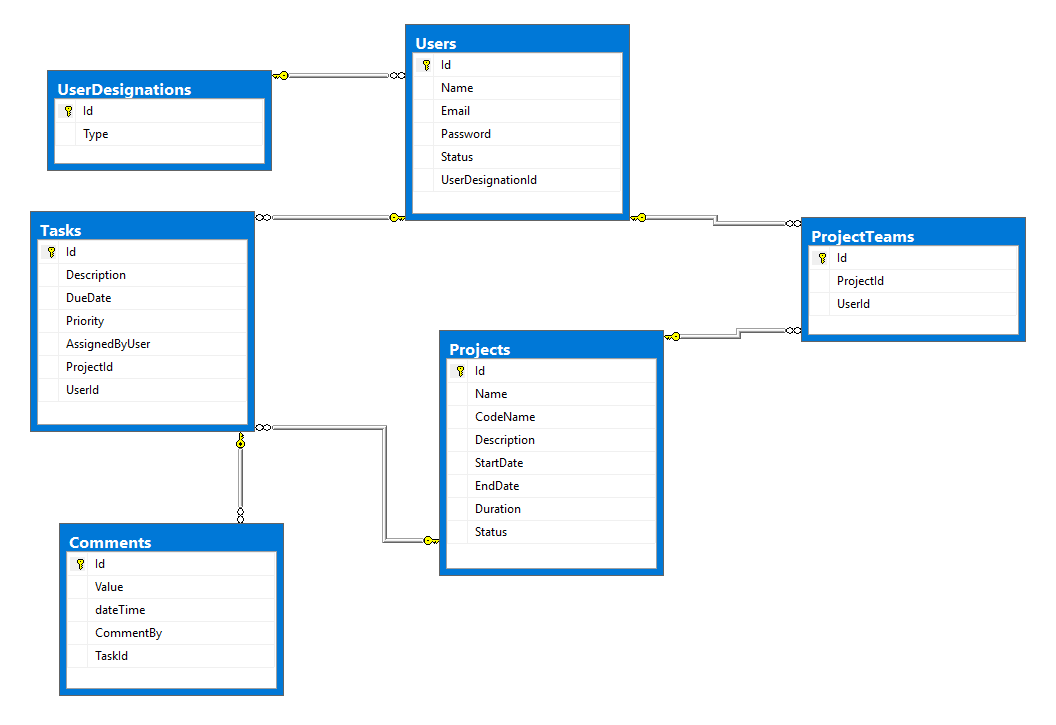 Users
Id
Name
Email
Password
Status
UserDesignationId
UserDesignations
Id
Type
Tasks
Id
Description
DueDate
Priority
AssignedByUser
ProjectId
UserId
ProjectTeams
Id
ProjectId
UserId
Projects
Id
Name
CodeName
Description
StartDate
EndDate
Duration
Status
Comments
Id
Value
dateTime
CommentBy
TaskId